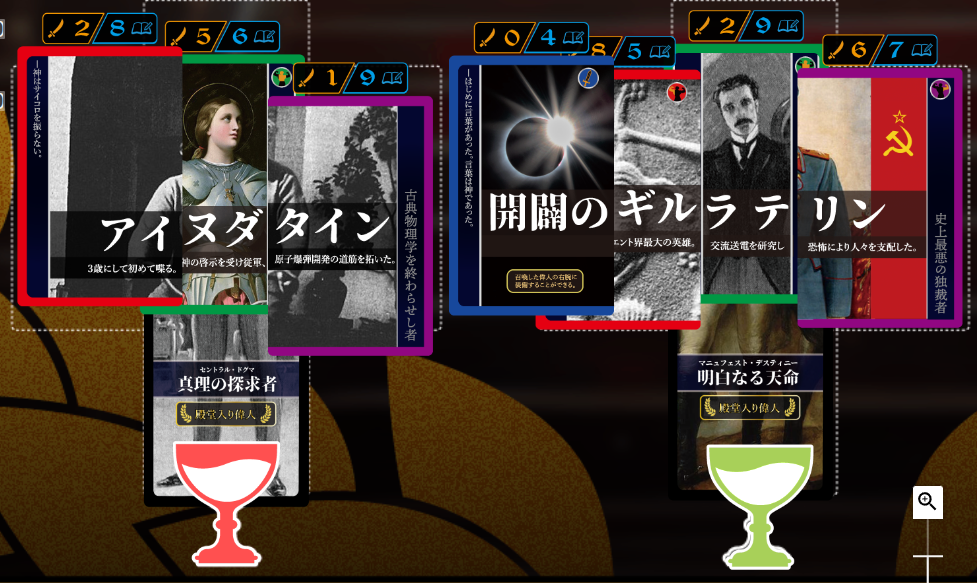 2/8
5/6
1/9
0/4
8/5
2/9
6/7
―神はサイコロを振らない。
アイ
3歳にして初めて喋る。
ヌダ
神の啓示を受け従軍、
タイン
原子爆弾開発の道筋を拓いた。
古典物理学を終わらせし者
セントラル・ドグマ
真理の探求者
殿堂入り偉人
―はじめに言葉があった。言葉は神であった。
開闢の
召喚した偉人の右腕に
装備することができる。
ギル
エント界最大の英雄。
ラテ
交流送電を研究し
リン
恐怖により人々を支配した。
史上最悪の独裁者
マニュフェスト・デスティニー
明白なる天命
殿堂入り偉人